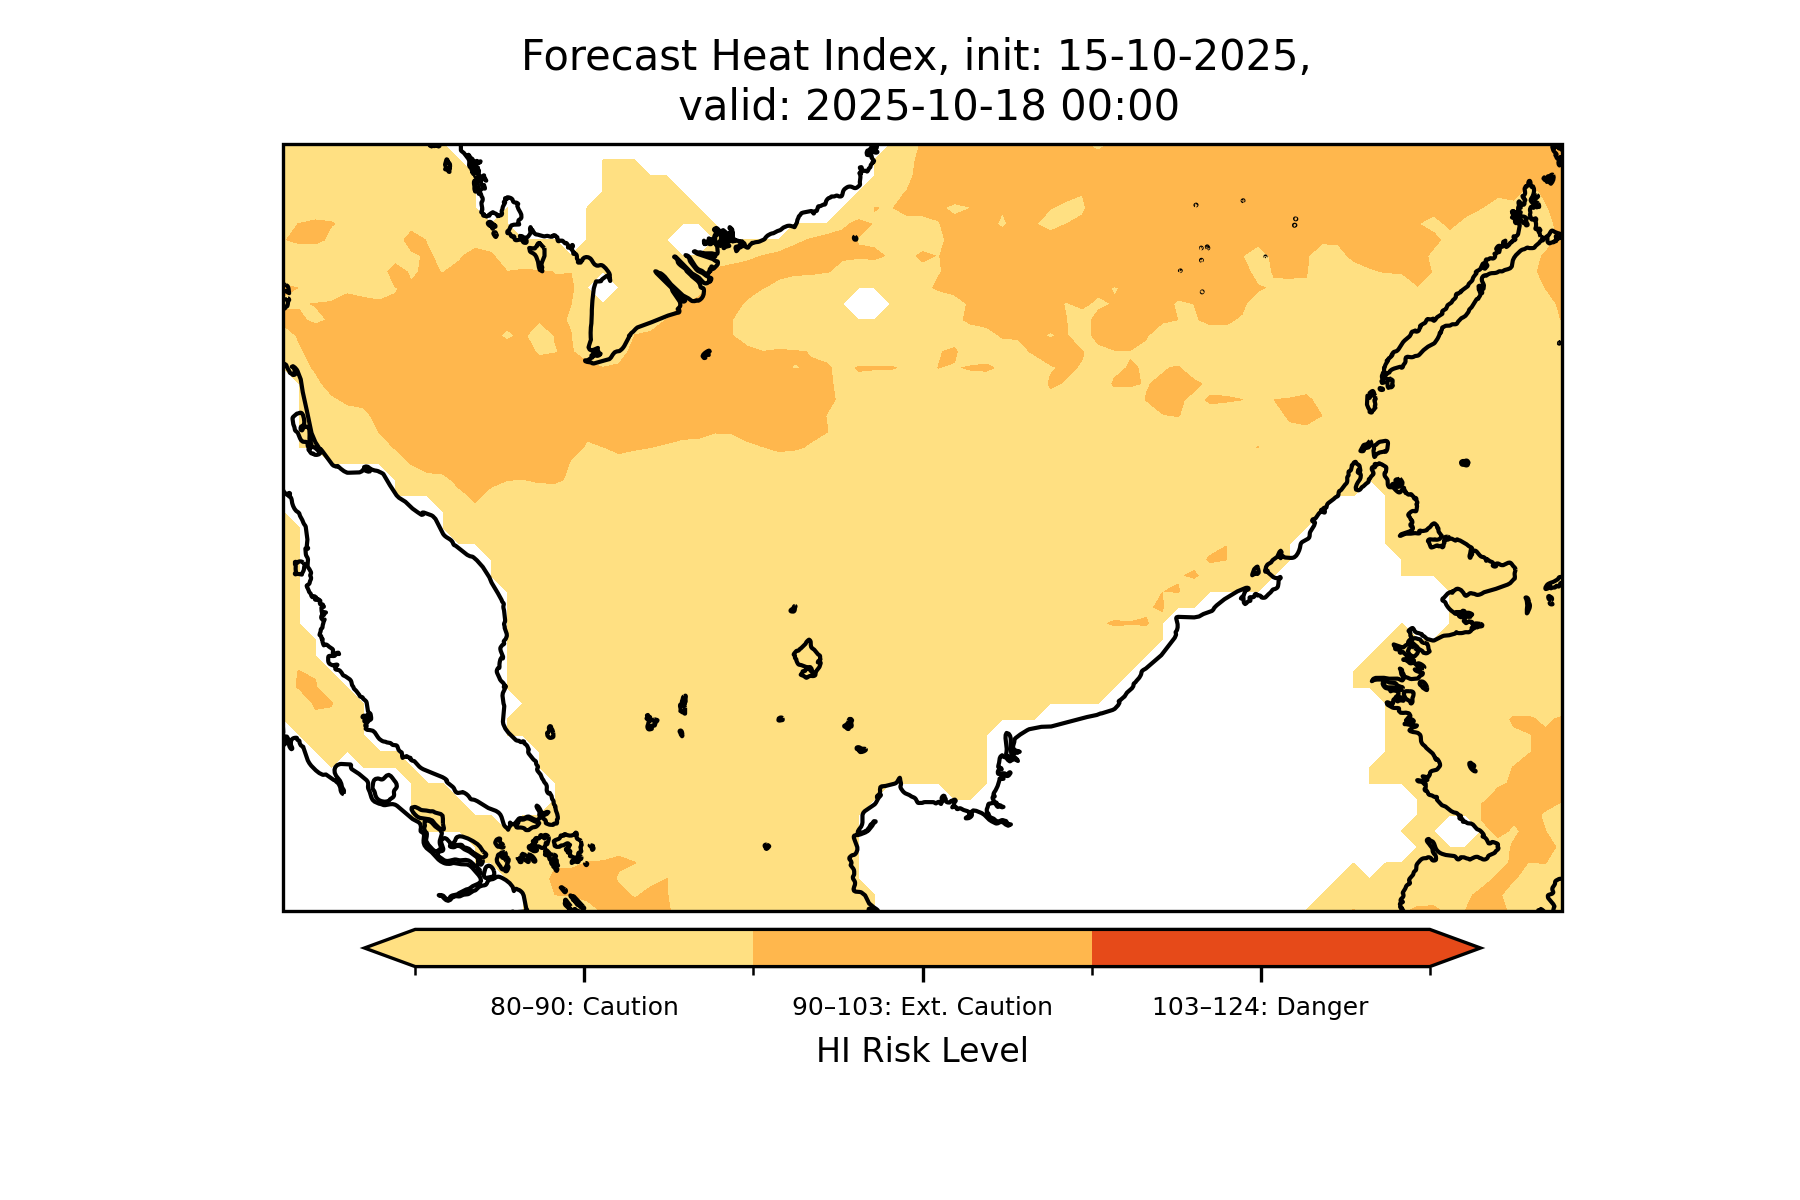 Forecast Heat Index, init: 15-10-2025,
valid: 2025-10-18 00:00
80–90: Caution
90–103: Ext. Caution
103–124: Danger
HI Risk Level